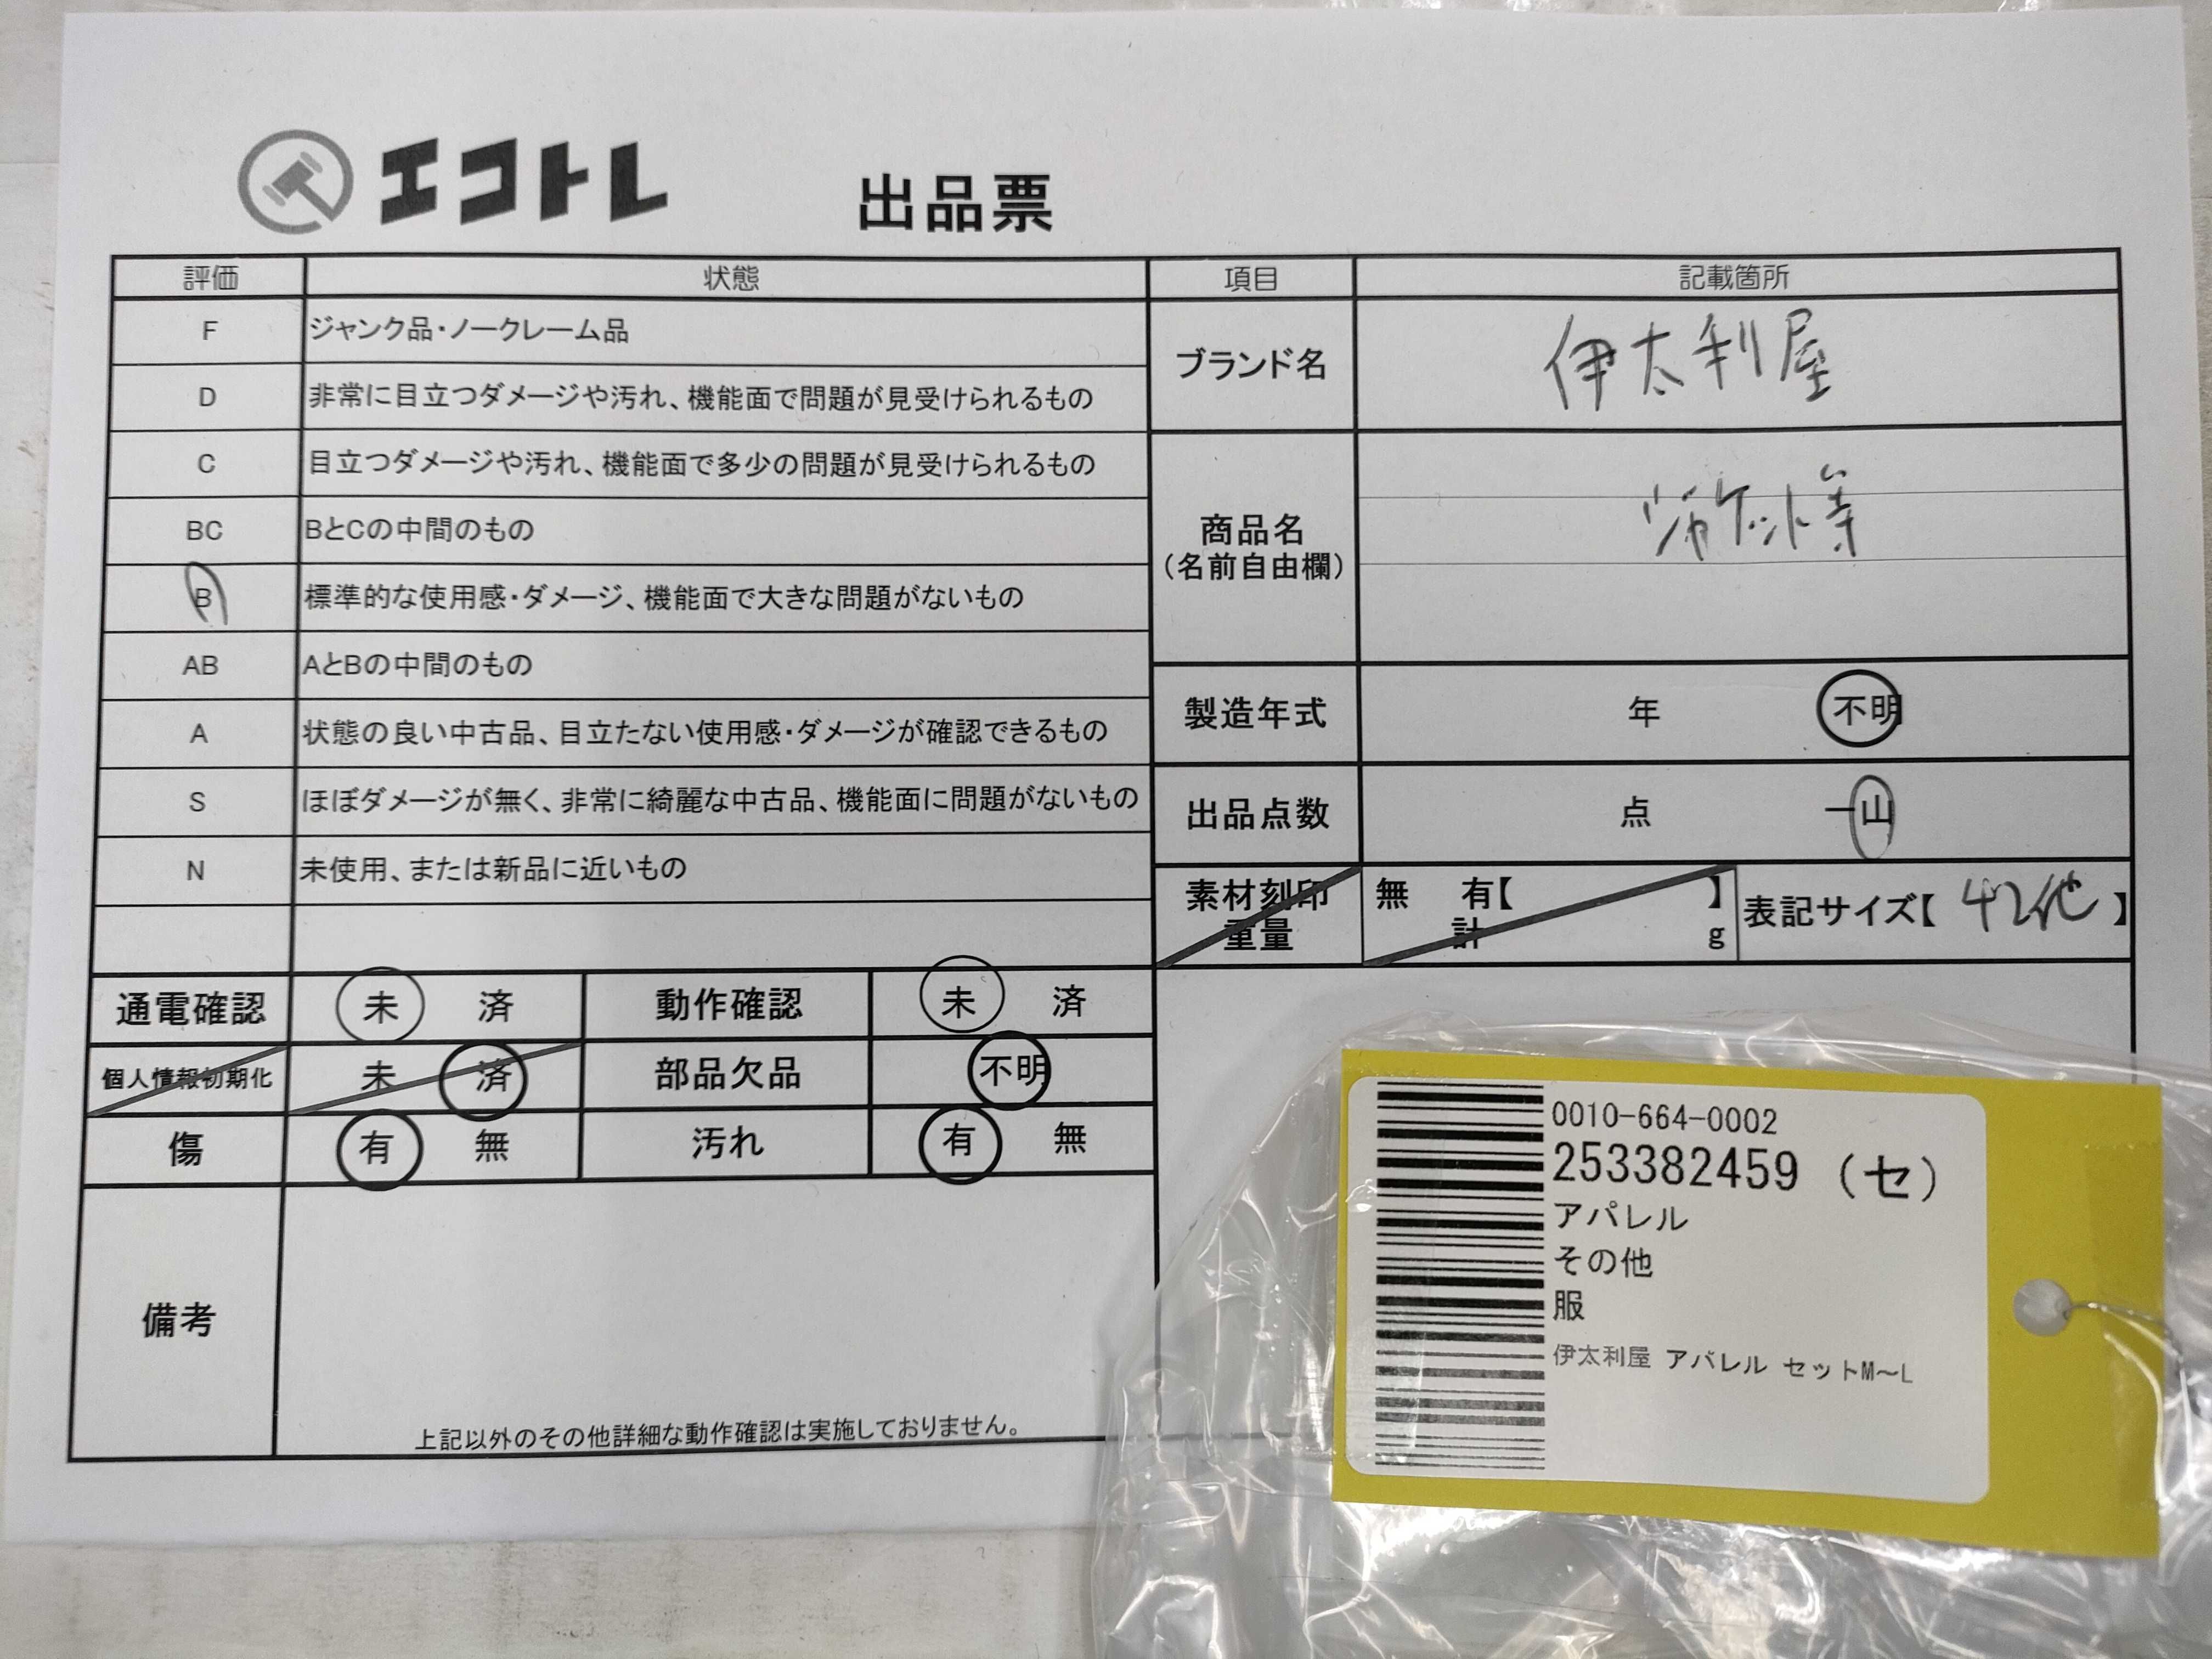 エコトレ
出品票
評価 状態
F ジャンク品・ノークレーム品
D 非常に目立つダメージや汚れ、機能面で問題が見受けられるもの
C 目立つダメージや汚れ、機能面で多少の問題が見受けられるもの
BC BとCの中間のもの
B 標準的な使用感・ダメージ、機能面で大きな問題がないもの
AB AとBの中間のもの
A 状態の良い中古品、目立たない使用感・ダメージが確認できるもの
S ほぼダメージが無く、非常に綺麗な中古品、機能面に問題がないもの
N 未使用、または新品に近いもの
項目 記載箇所
ブランド名 伊太利屋
商品名 ジャケット等
(名前自由欄)
製造年式 年 不明
出品点数 点 一山
素材刻印 無 有【 】
重量 計 g
表記サイズ【 42他 】
通電確認 未 済 動作確認 未 済
個人情報初期化 未 済 部品欠品 不明
傷 有 無 汚れ 有 無
備考
上記以外のその他詳細な動作確認は実施しておりません。
0010-664-0002
253382459 (セ)
アパレル
その他
服
伊太利屋 アパレル セットM～L